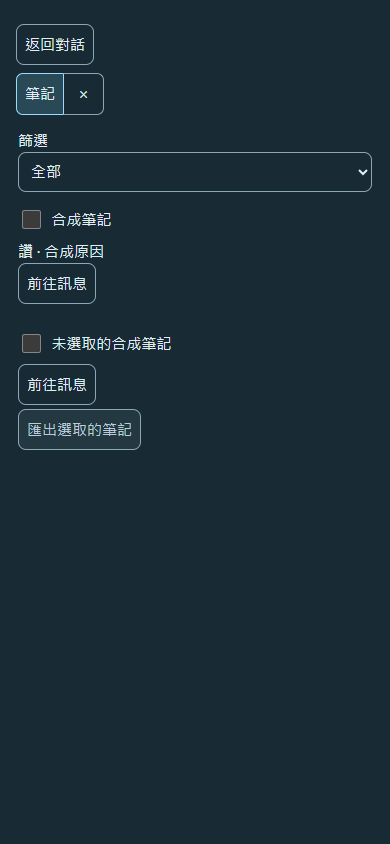 返回對話
筆記 ×
篩選
全部
合成筆記
讚 · 合成原因
前往訊息
未選取的合成筆記
前往訊息
匯出選取的筆記